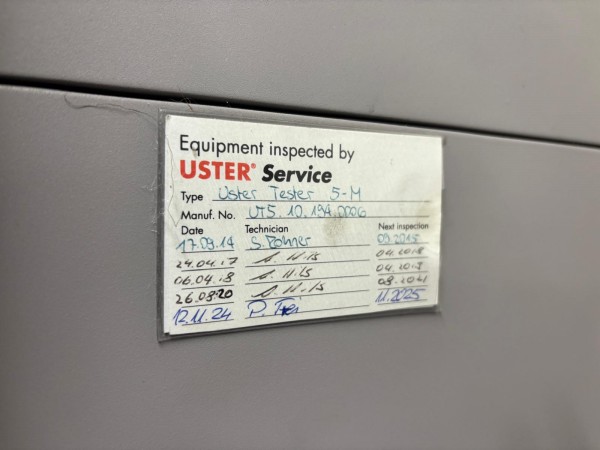 Equipment inspected by
USTER® Service
Type Uster Tester 5-M
Manuf. No. UT5.10.194.0006
Date Technician Next inspection
17.09.14 S. Rohner 09.2015
24.04.17 04.2018
06.04.18 04.2019
26.08.20 08.2021
12.11.24 P. Frei 11.2025